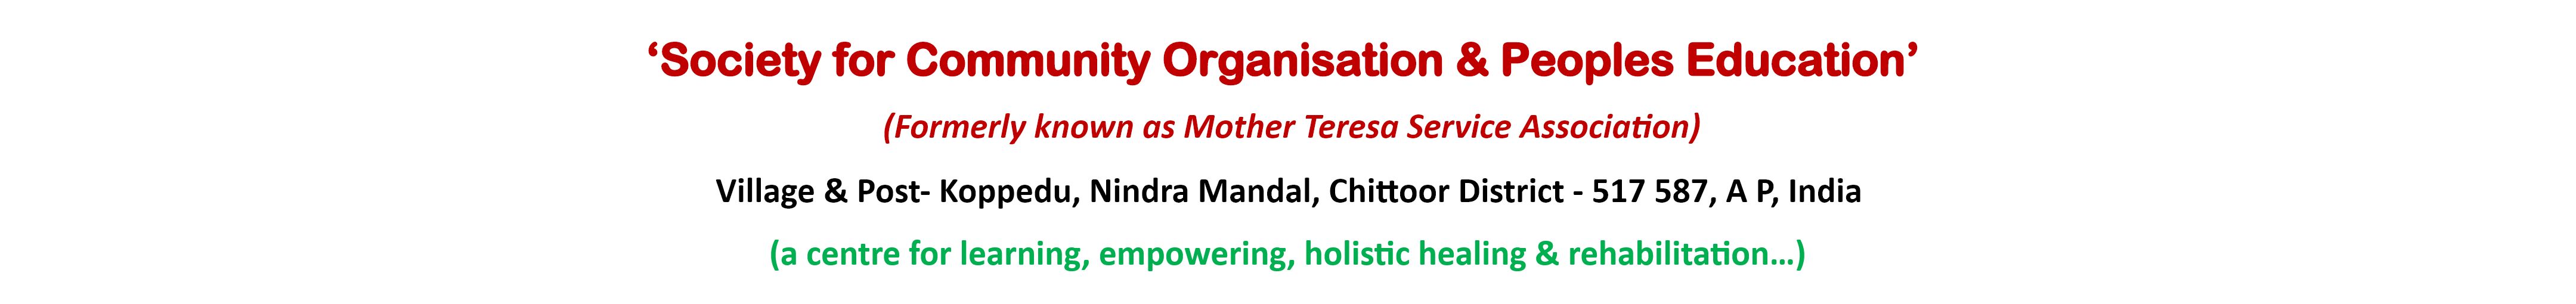 ‘Society for Community Organisation & Peoples Education’
(Formerly known as Mother Teresa Service Association)
Village & Post- Koppedu, Nindra Mandal, Chittoor District - 517 587, A P, India
(a centre for learning, empowering, holistic healing & rehabilitation...)